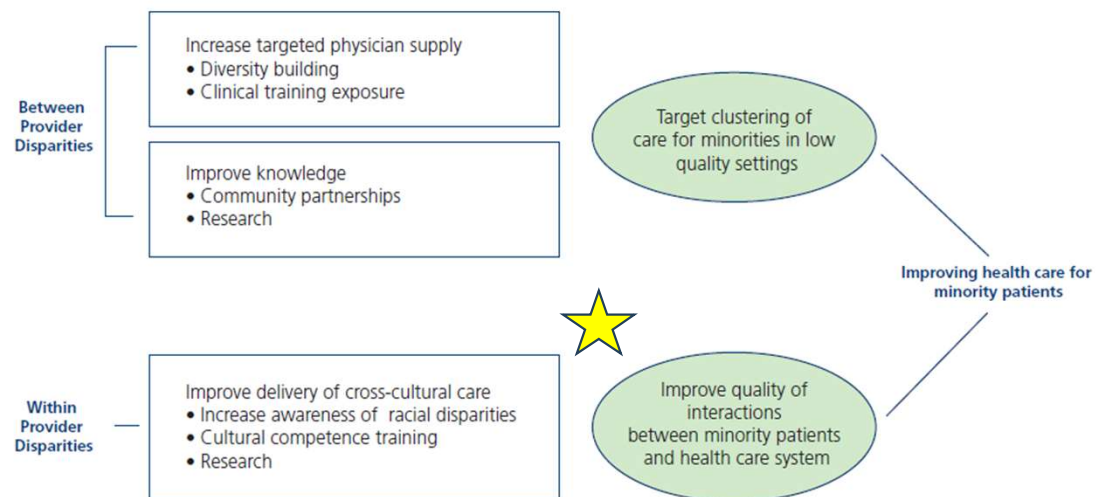 Between
Provider
Disparities
Increase targeted physician supply
• Diversity building
• Clinical training exposure
Improve knowledge
• Community partnerships
• Research
Target clustering of
care for minorities in low
quality settings
Improving health care for
minority patients
Within
Provider
Disparities
Improve delivery of cross-cultural care
• Increase awareness of racial disparities
• Cultural competence training
• Research
Improve quality of
interactions
between minority patients
and health care system